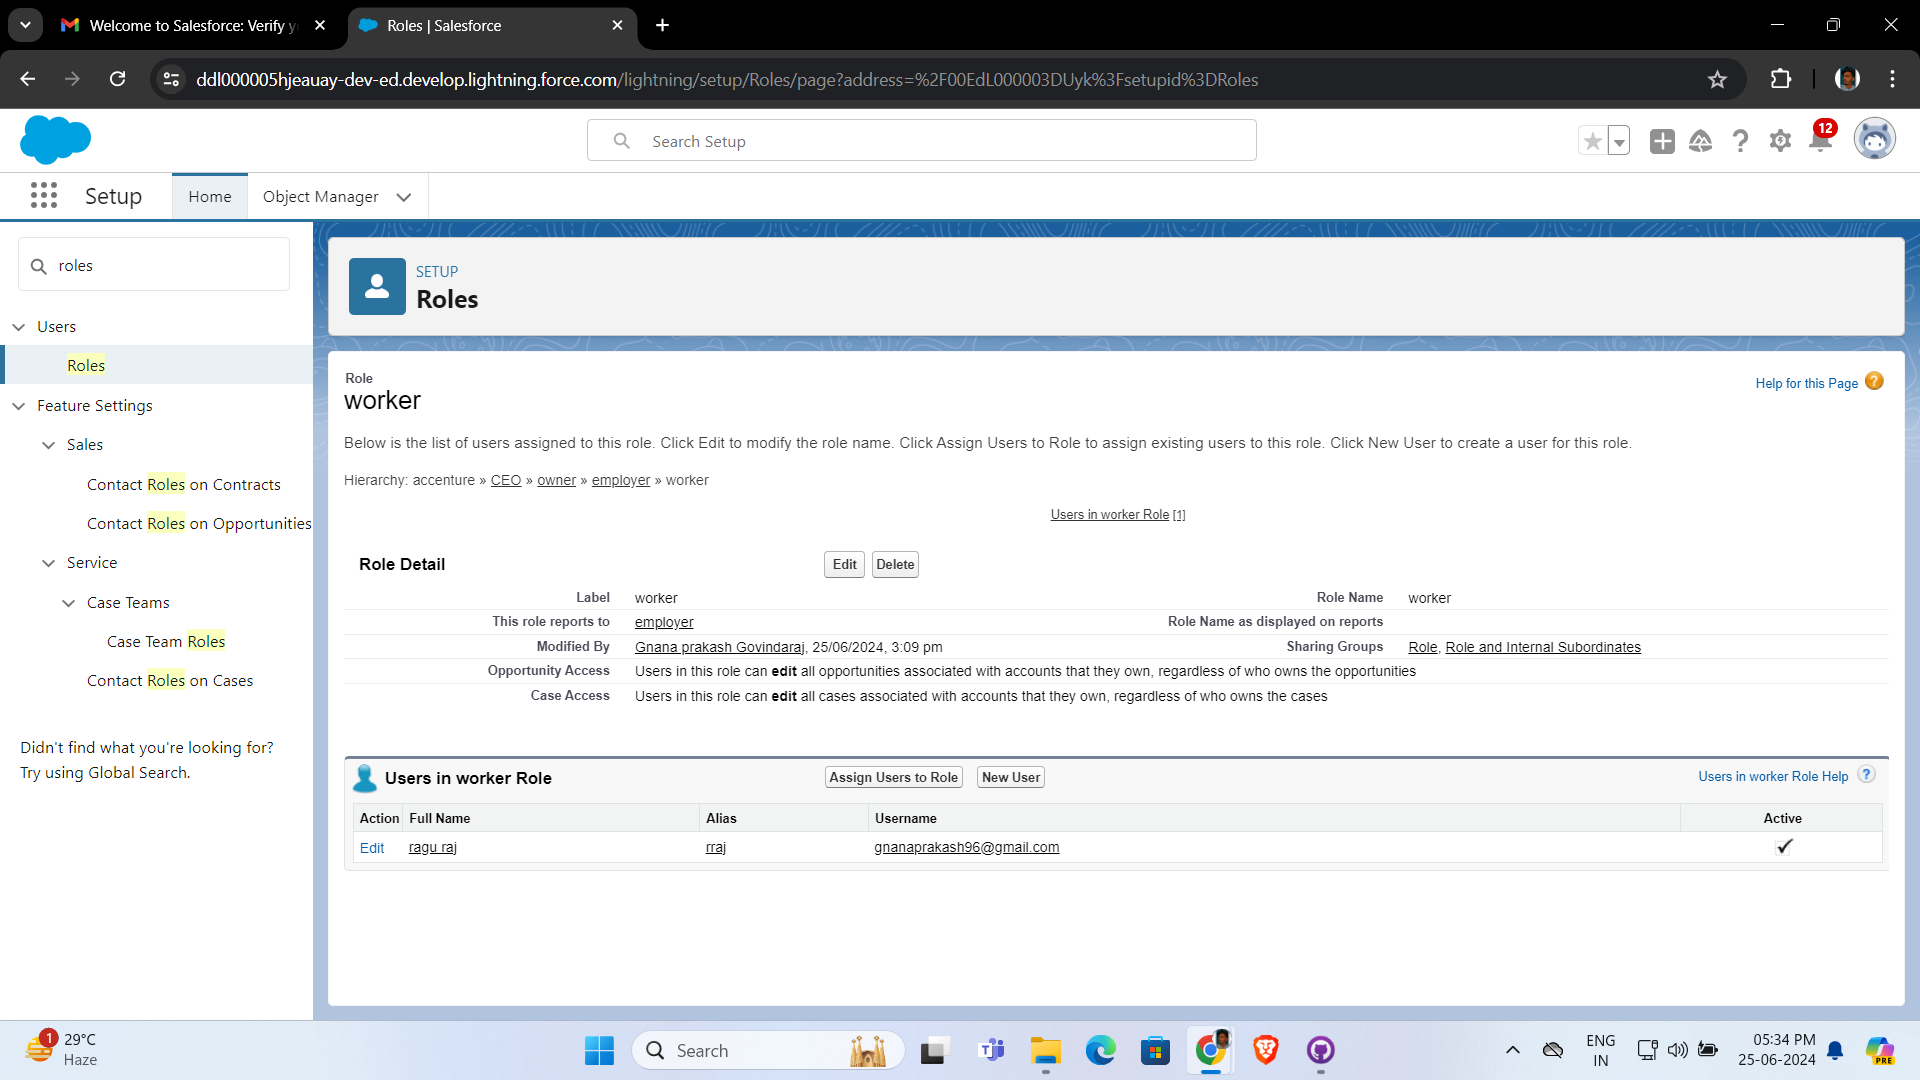 Welcome to Salesforce: Verify y
Roles | Salesforce
ddl000005hjeauay-dev-ed.develop.lightning.force.com/lightning/setup/Roles/page?address=%2F00EdL000003DUyk%3Fsetupid%3DRoles
Search Setup
12
Setup
Home
Object Manager
roles
Users
Roles
Feature Settings
Sales
Contact Roles on Contracts
Contact Roles on Opportunities
Service
Case Teams
Case Team Roles
Contact Roles on Cases
Didn't find what you're looking for?
Try using Global Search.
SETUP
Roles
Role
worker
Help for this Page ?
Below is the list of users assigned to this role. Click Edit to modify the role name. Click Assign Users to Role to assign existing users to this role. Click New User to create a user for this role.
Hierarchy: accenture » CEO » owner » employer » worker
Users in worker Role [1]
Role Detail Edit Delete
Label worker Role Name worker
This role reports to employer Role Name as displayed on reports
Modified By Gnana prakash Govindaraj, 25/06/2024, 3:09 pm Sharing Groups Role, Role and Internal Subordinates
Opportunity Access Users in this role can edit all opportunities associated with accounts that they own, regardless of who owns the opportunities
Case Access Users in this role can edit all cases associated with accounts that they own, regardless of who owns the cases
Users in worker Role Assign Users to Role New User Users in worker Role Help ?
Action Full Name Alias Username Active
Edit ragu raj rraj gnanaprakash96@gmail.com
1
29°C
Haze
Search
ENG
IN
05:34 PM
25-06-2024
PRE